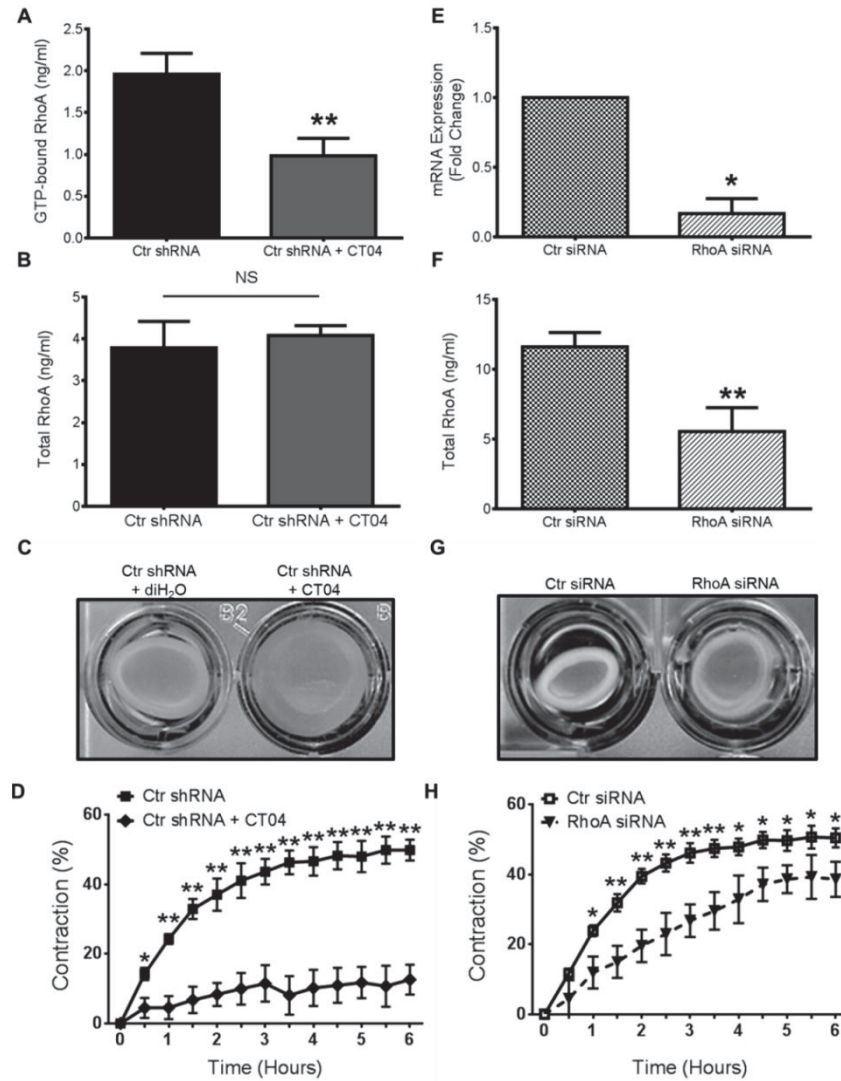 A
GTP-bound RhoA (ng/ml)
2.5
2.0
1.5
1.0
0.5
0.0
**
Ctr shRNA
Ctr shRNA + CT04
B
NS
Total RhoA (ng/ml)
5
4
3
2
1
0
Ctr shRNA
Ctr shRNA + CT04
C
Ctr shRNA
+ diH₂O
Ctr shRNA
+ CT04
B2
B
D
Ctr shRNA
Ctr shRNA + CT04
Contraction (%)
60
40
20
0
* ** ** ** ** ** ** ** ** ** ** **
0 1 2 3 4 5 6
Time (Hours)
E
mRNA Expression
(Fold Change)
1.5
1.0
0.5
0.0
*
Ctr siRNA
RhoA siRNA
F
Total RhoA (ng/ml)
15
10
5
0
**
Ctr siRNA
RhoA siRNA
G
Ctr siRNA
RhoA siRNA
H
Ctr siRNA
RhoA siRNA
Contraction (%)
60
40
20
0
* ** ** ** ** ** * * * * *
0 1 2 3 4 5 6
Time (Hours)